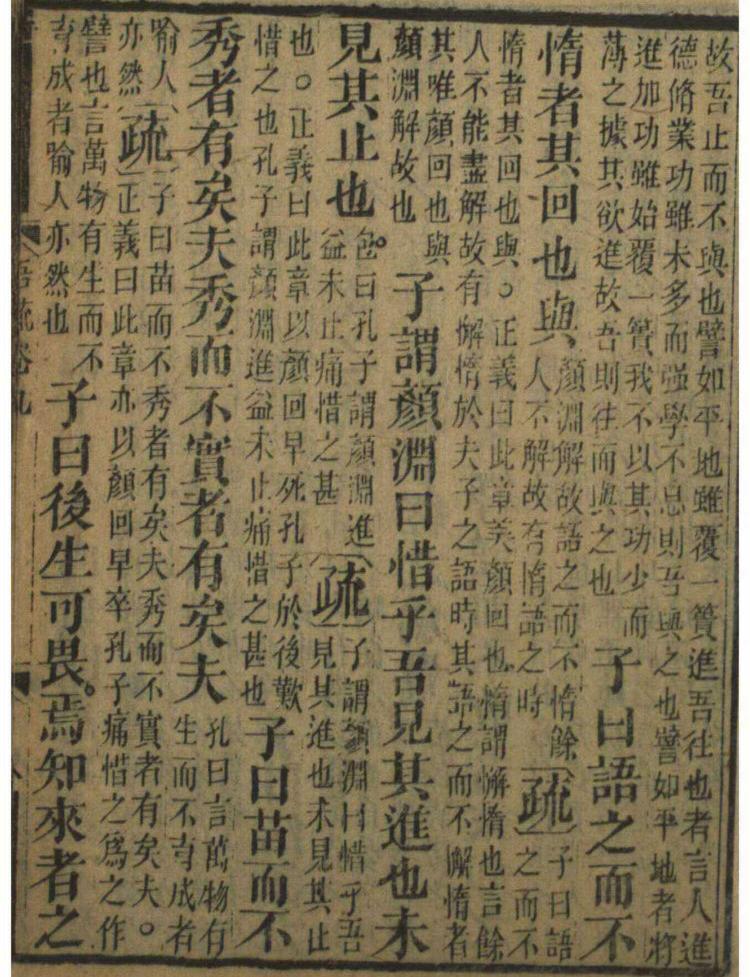 故吾止而不與也譬如平地雖覆一簣進吾往也者言人進
德脩業功雖未多而强學不息則吾與之也譬如平地者將
進加功雖始覆一簣我不以其功少而
薄之據其欲進故吾則往而與之也
子曰語之而不
惰者其回也與
顏淵解故語之而不惰餘
人不解故有惰語之時
疏
子曰語
之而不
惰者其回也與○正義曰此章美顏回也惰謂懈惰也言餘
人不能盡解故有懈惰於夫子之語時其語之而不懈惰者
其唯顏回也與
顏淵解故也
子謂顏淵曰惜乎吾見其進也未
見其止也
包曰孔子謂顏淵進
益未止痛惜之甚
疏
子謂顏淵曰惜乎吾
見其進也未見其止
也○正義曰此章以顏回早死孔子於後歎
惜之也孔子謂顏淵進益未止痛惜之甚也
子曰苗而不
秀者有矣夫秀而不實者有矣夫
孔曰言萬物有
生而不育成者
喻人
亦然
疏
子曰苗而不秀者有矣夫秀而不實者有矣夫○
正義曰此章亦以顏回早卒孔子痛惜之爲之作
譬也言萬物有生而不
育成者喻人亦然也
子曰後生可畏焉知來者之
語疏卷九